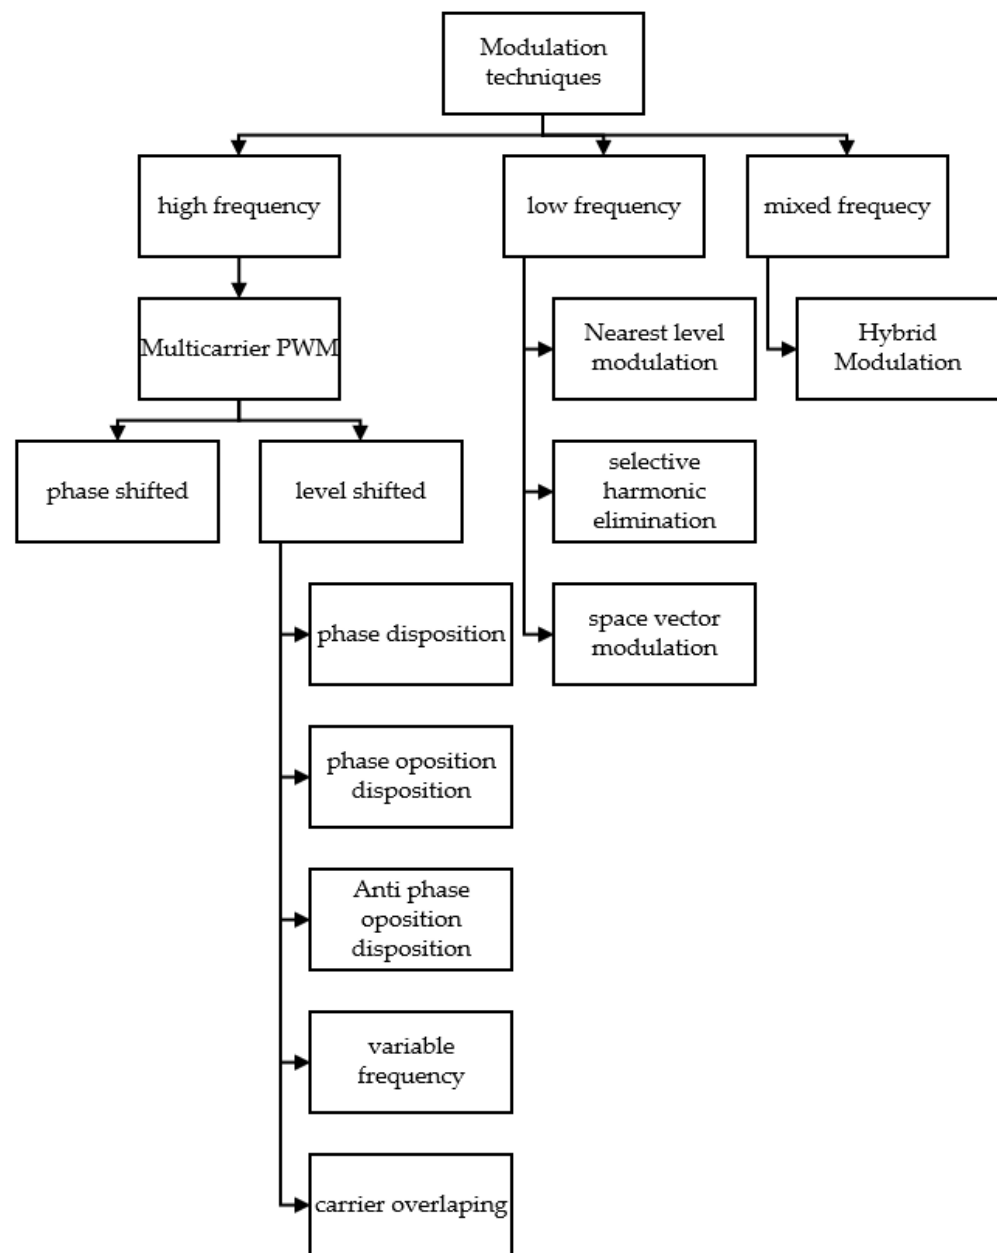 Modulation
techniques
high frequency
low frequency
mixed frequecy
Multicarrier PWM
Nearest level
modulation
Hybrid
Modulation
phase shifted
level shifted
selective
harmonic
elimination
phase disposition
space vector
modulation
phase oposition
disposition
Anti phase
oposition
disposition
variable
frequency
carrier overlaping